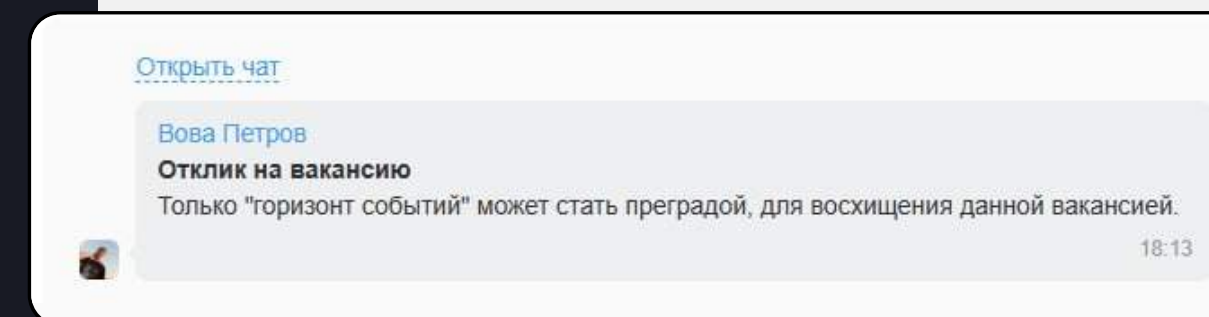 Открыть чат
Вова Петров
Отклик на вакансию
Только "горизонт событий" может стать преградой, для восхищения данной вакансией.
18:13